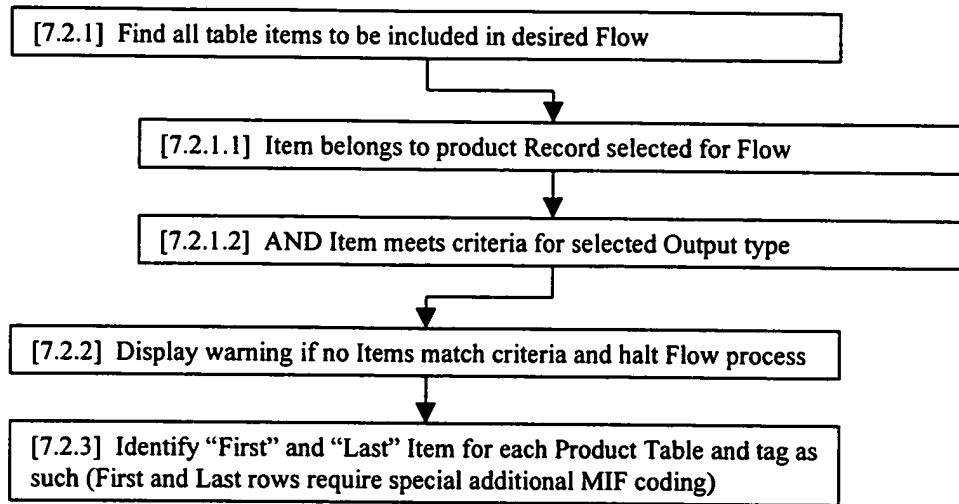 [7.2.1] Find all table items to be included in desired Flow
[7.2.1.1] Item belongs to product Record selected for Flow
[7.2.1.2] AND Item meets criteria for selected Output type
[7.2.2] Display warning if no Items match criteria and halt Flow process
[7.2.3] Identify “First” and “Last” Item for each Product Table and tag as
such (First and Last rows require special additional MIF coding)